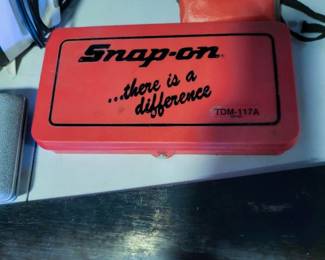 Snap-on
...there is a
difference
TDM-117A